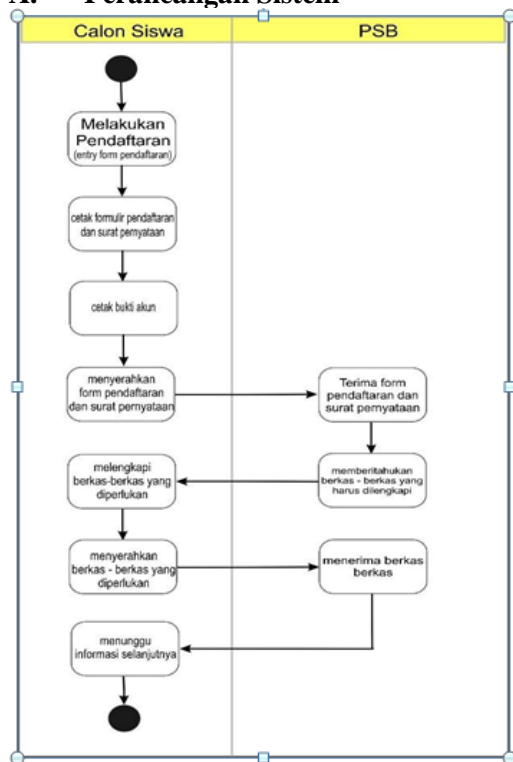 A. Perancangan Sistem
Calon Siswa
PSB
Melakukan
Pendaftaran
(entry form pendaftaran)
cetak formulir pendaftaran
dan surat pernyataan
cetak bukti akun
menyerahkan
form pendaftaran
dan surat pernyataan
Terima form
pendaftaran dan
surat pernyataan
memberitahukan
berkas - berkas yang
harus dilengkapi
melengkapi
berkas-berkas yang
diperlukan
menyerahkan
berkas - berkas yang
diperlukan
menerima berkas
berkas
menunggu
informasi selanjutnya